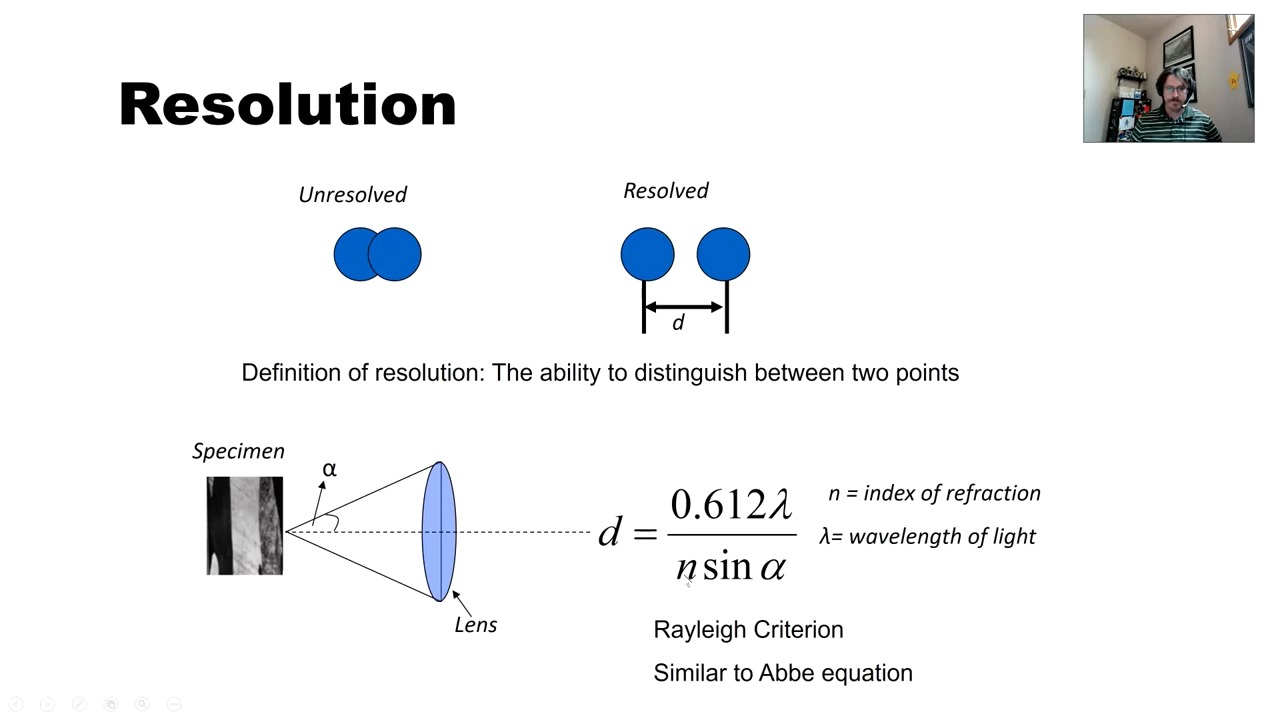 Resolution
Unresolved
Resolved
d
Definition of resolution: The ability to distinguish between two points
Specimen
α
Lens
d = 0.612λ / n sin α
n = index of refraction
λ= wavelength of light
Rayleigh Criterion
Similar to Abbe equation